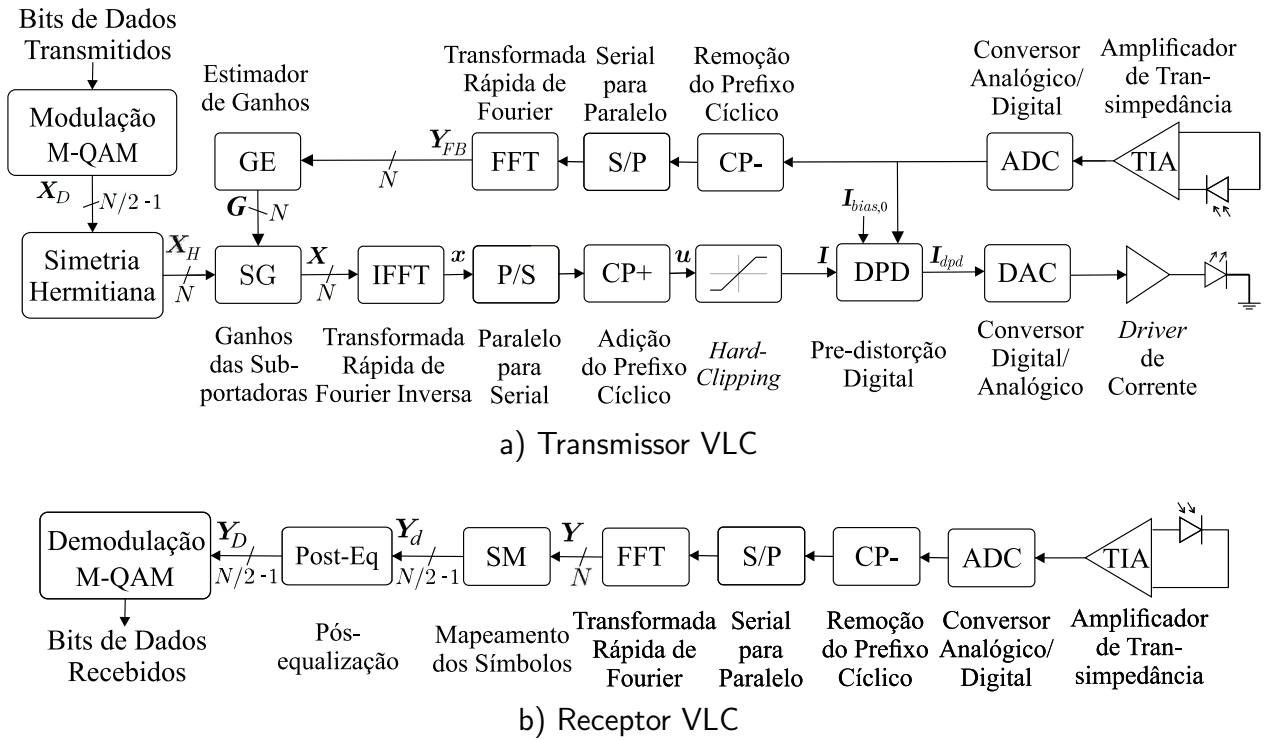 Bits de Dados
Transmitidos
Modulação
M-QAM
X_D
N/2 -1
Simetria
Hermitiana
X_H
N
Estimador
de Ganhos
GE
G
N
SG
Ganhos
das Sub-
portadoras
X
N
Y_FB
N
Transformada
Rápida de
Fourier
FFT
Serial
para
Paralelo
S/P
Remoção
do Prefixo
Cíclico
CP-
Conversor
Analógico/
Digital
ADC
Amplificador
de Tran-
simpedância
TIA
IFFT
Transformada
Rápida de
Fourier Inversa
x
P/S
Paralelo
para
Serial
CP+
Adição
do Prefixo
Cíclico
u
Hard-
Clipping
I
I_bias,0
DPD
Pre-distorção
Digital
I_dpd
DAC
Conversor
Digital/
Analógico
Driver
de
Corrente
a) Transmissor VLC
Demodulação
M-QAM
Bits de Dados
Recebidos
Y_D
N/2 -1
Post-Eq
Pós-
equalização
Y_d
N/2 -1
SM
Mapeamento
dos Símbolos
Y
N
FFT
Transformada
Rápida de
Fourier
S/P
Serial
para
Paralelo
CP-
Remoção
do Prefixo
Cíclico
ADC
Conversor
Analógico/
Digital
TIA
Amplificador
de Tran-
simpedância
b) Receptor VLC